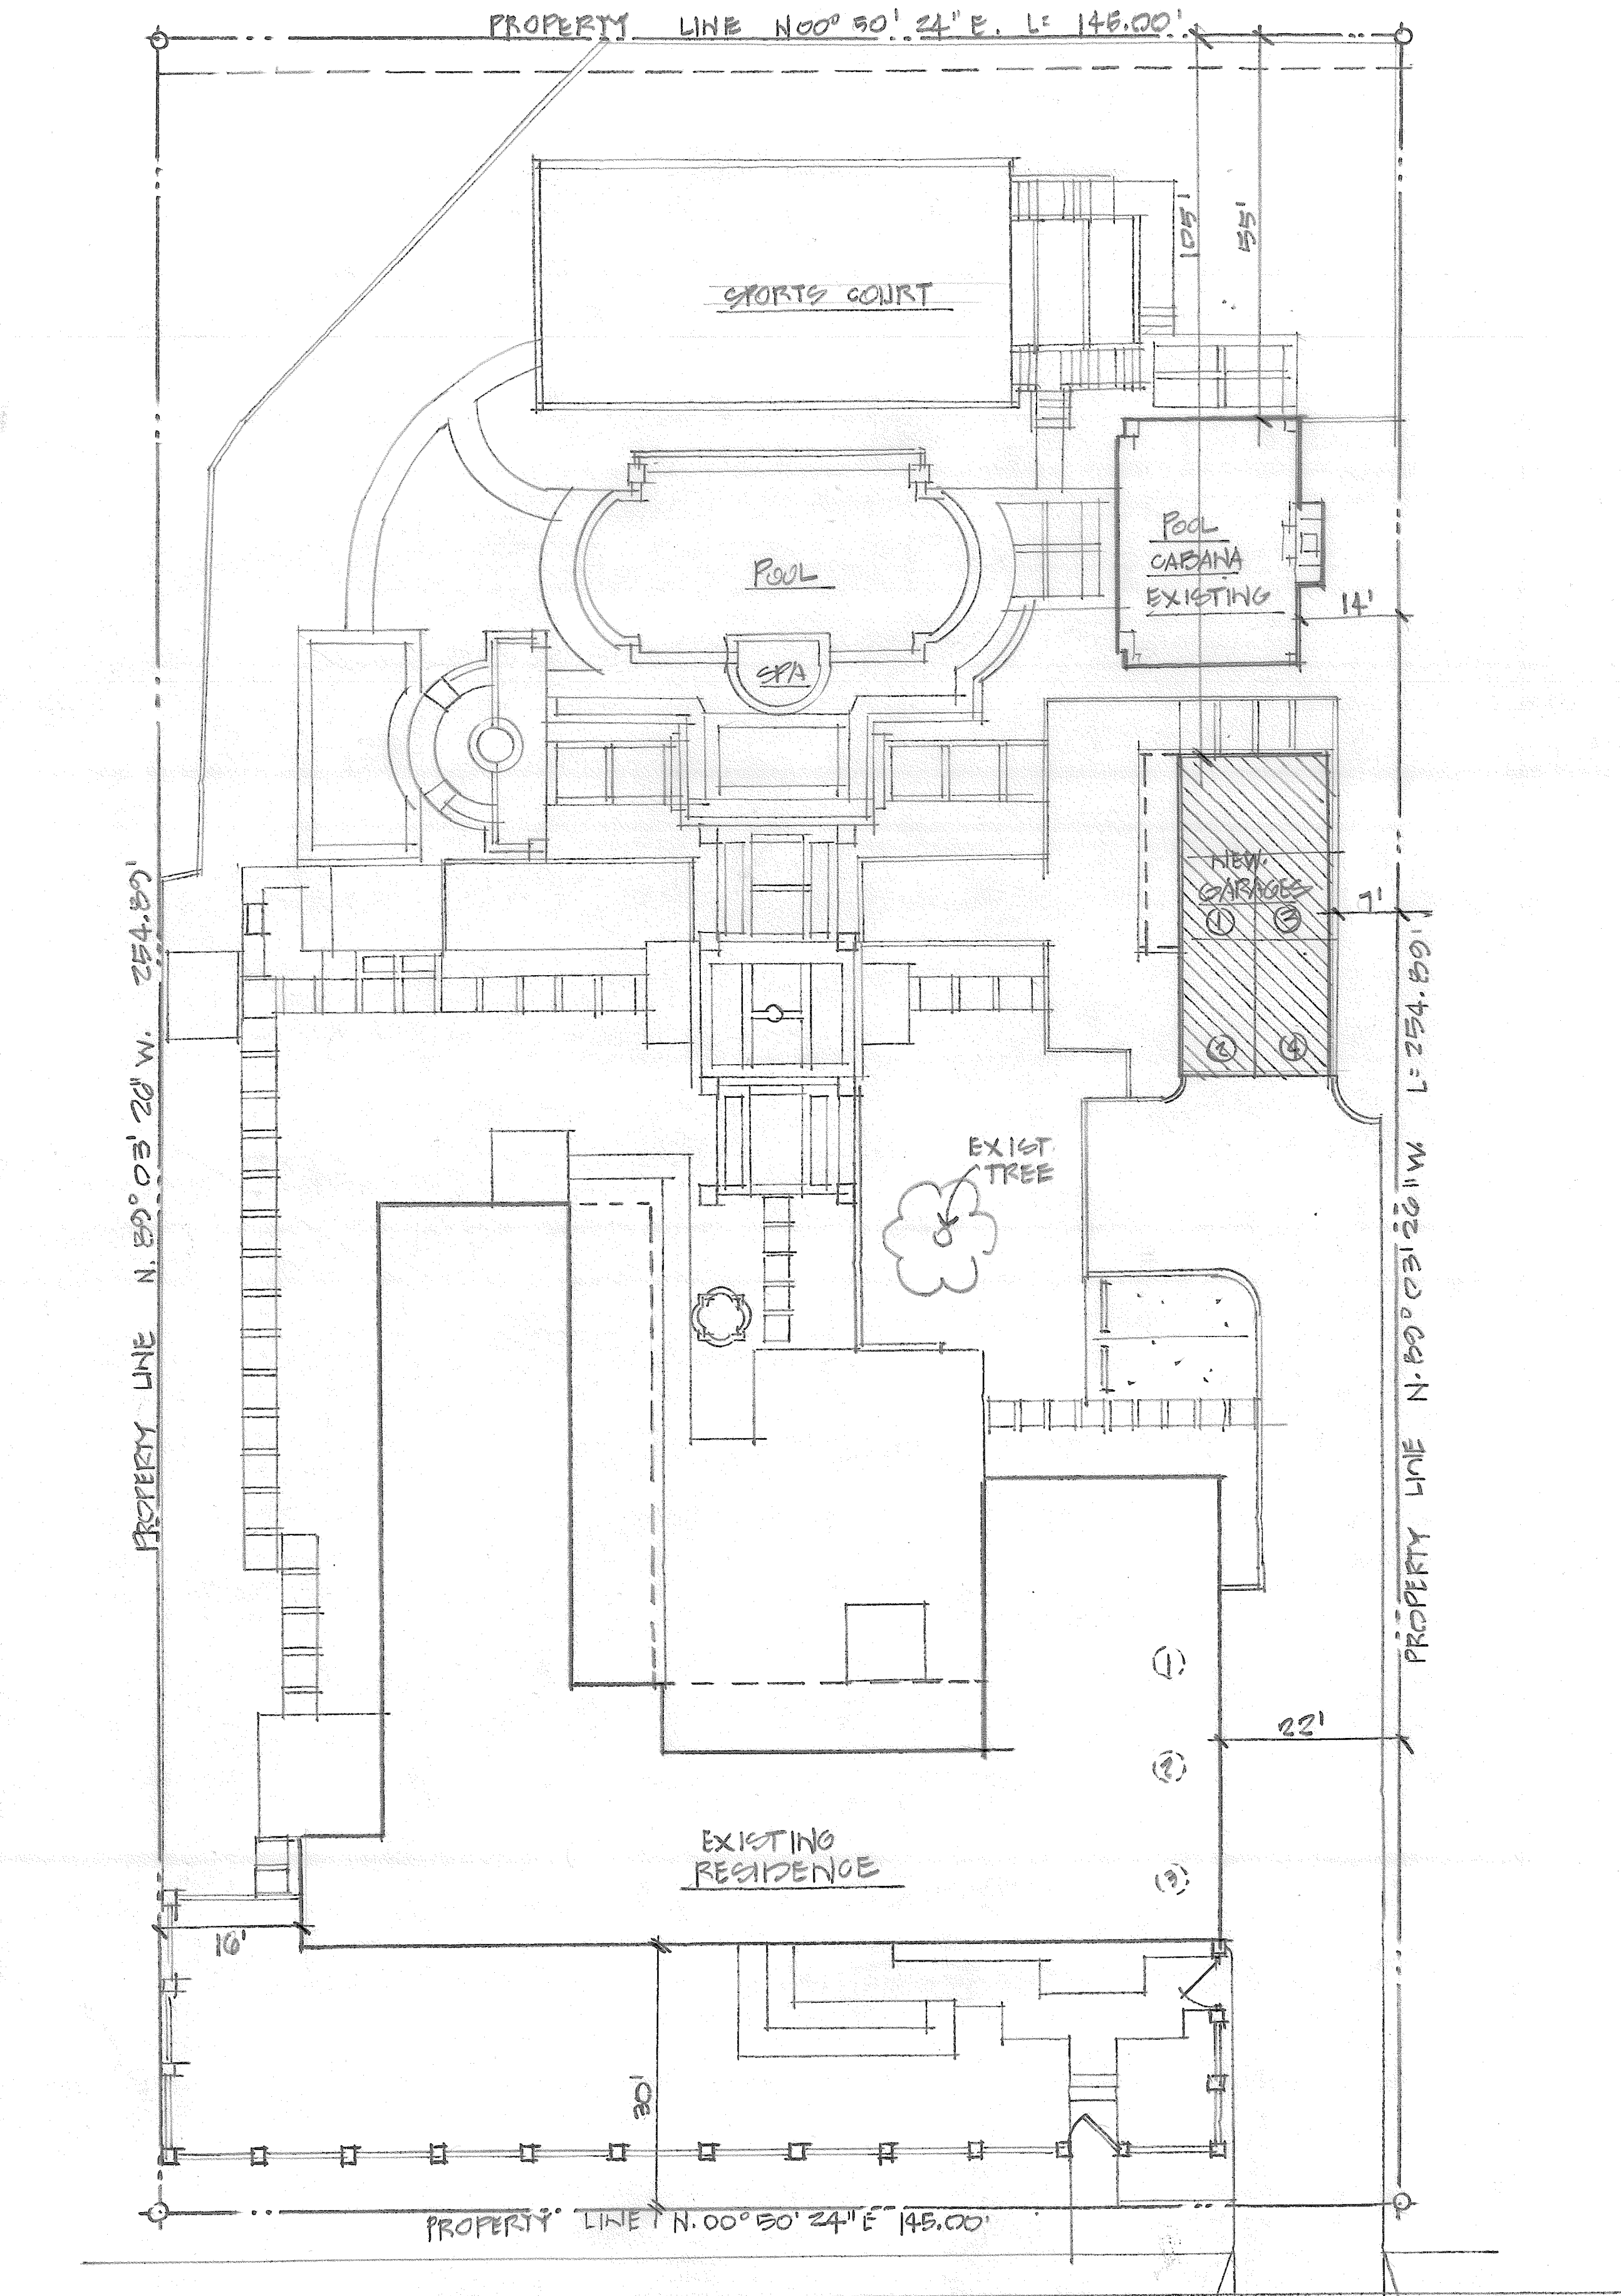 PROPERTY LINE N00° 50' 24" E. L= 145.00'
105'
55'
SPORTS COURT
POOL
CABANA
EXISTING
POOL
14'
SPA
NEW
GARAGES
1 3
7'
2 4
PROPERTY LINE N. 89° 03' 26" W. 254.89'
PROPERTY LINE N. 89° 03' 26" W. L= 254.89'
EXIST.
TREE
1
22'
2
EXISTING
RESIDENCE
3
16'
30'
PROPERTY LINE N. 00° 50' 24" E 145.00'